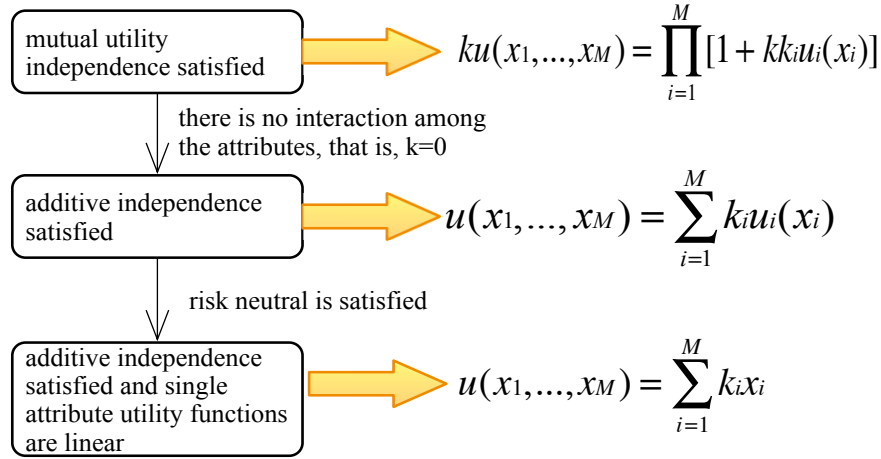 mutual utility
independence satisfied
ku(x1,...,xM) = ∏_{i=1}^{M} [1 + kkiui(xi)]
there is no interaction among
the attributes, that is, k=0
additive independence
satisfied
u(x1,...,xM) = ∑_{i=1}^{M} kiui(xi)
risk neutral is satisfied
additive independence
satisfied and single
attribute utility functions
are linear
u(x1,...,xM) = ∑_{i=1}^{M} kixi